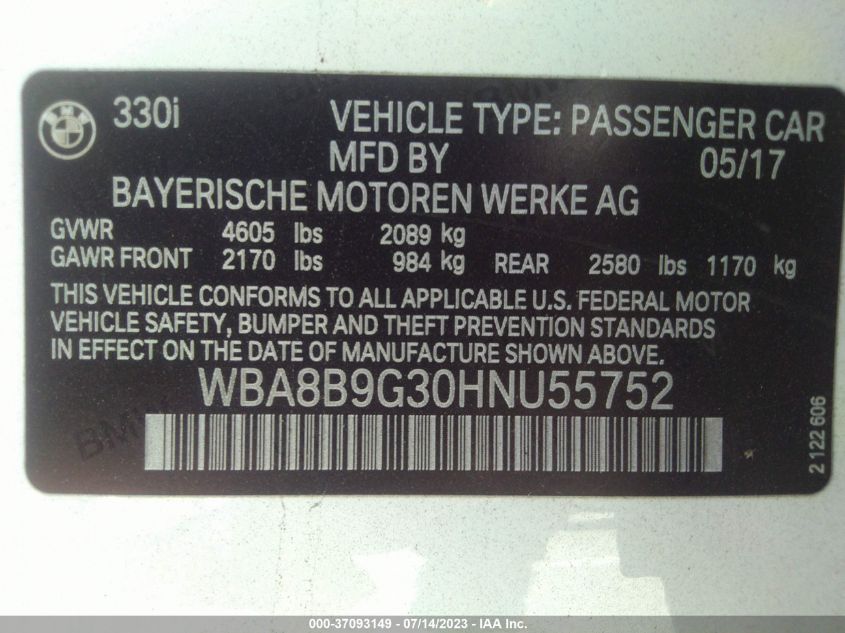 BMW 330i VEHICLE TYPE: PASSENGER CAR
MFD BY 05/17
BAYERISCHE MOTOREN WERKE AG
GVWR 4605 lbs 2089 kg
GAWR FRONT 2170 lbs 984 kg REAR 2580 lbs 1170 kg
THIS VEHICLE CONFORMS TO ALL APPLICABLE U.S. FEDERAL MOTOR
VEHICLE SAFETY, BUMPER AND THEFT PREVENTION STANDARDS
IN EFFECT ON THE DATE OF MANUFACTURE SHOWN ABOVE.
WBA8B9G30HNU55752
2 122 606
000-37093149 - 07/14/2023 - IAA Inc.